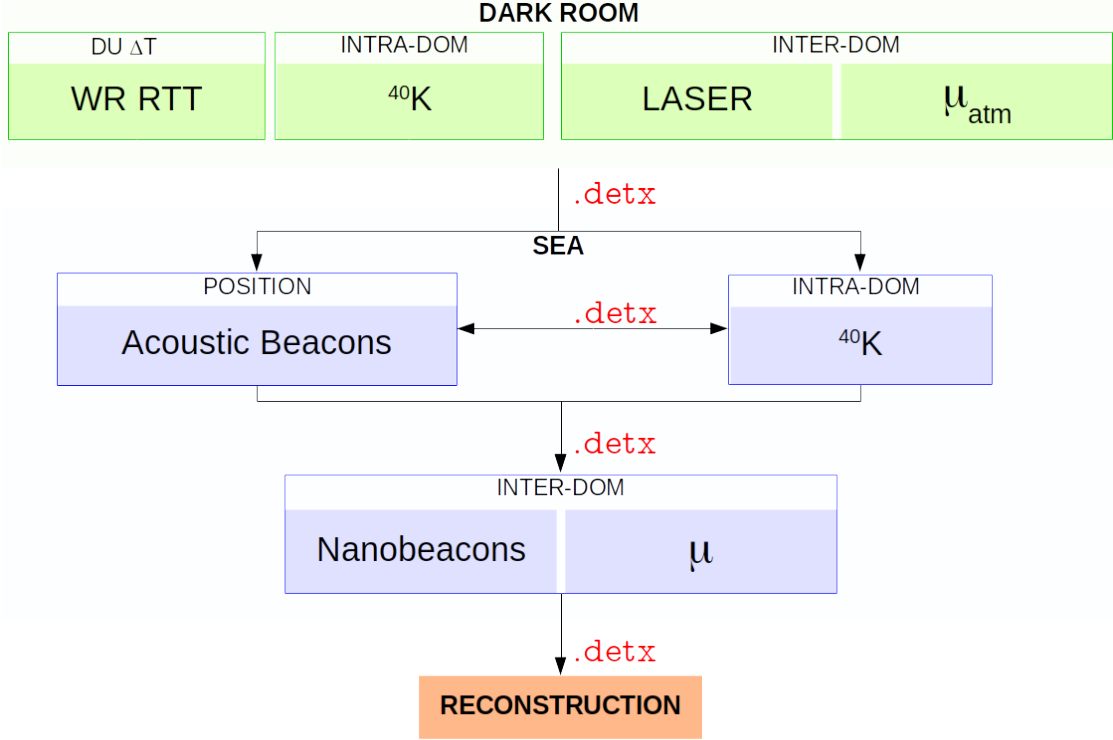 DARK ROOM
DU ΔT
INTRA-DOM
INTER-DOM
WR RTT
⁴⁰K
LASER
μatm
.detx
SEA
POSITION
INTRA-DOM
.detx
Acoustic Beacons
⁴⁰K
.detx
INTER-DOM
Nanobeacons
μ
.detx
RECONSTRUCTION